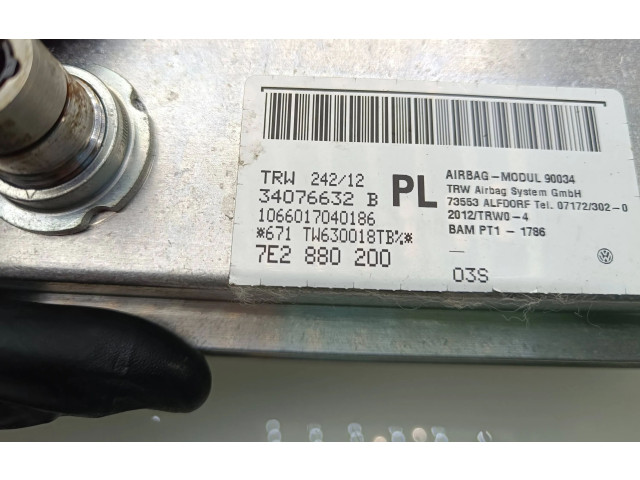 TRW 242/12
34076632 B
1066017040186
*671 TW630018TB%*
7E2 880 200
PL
AIRBAG-MODUL 90034
TRW Airbag System GmbH
73553 ALFDORF Tel. 07172/302-0
2012/TRW0-4
BAM PT1 - 1786
—
03S